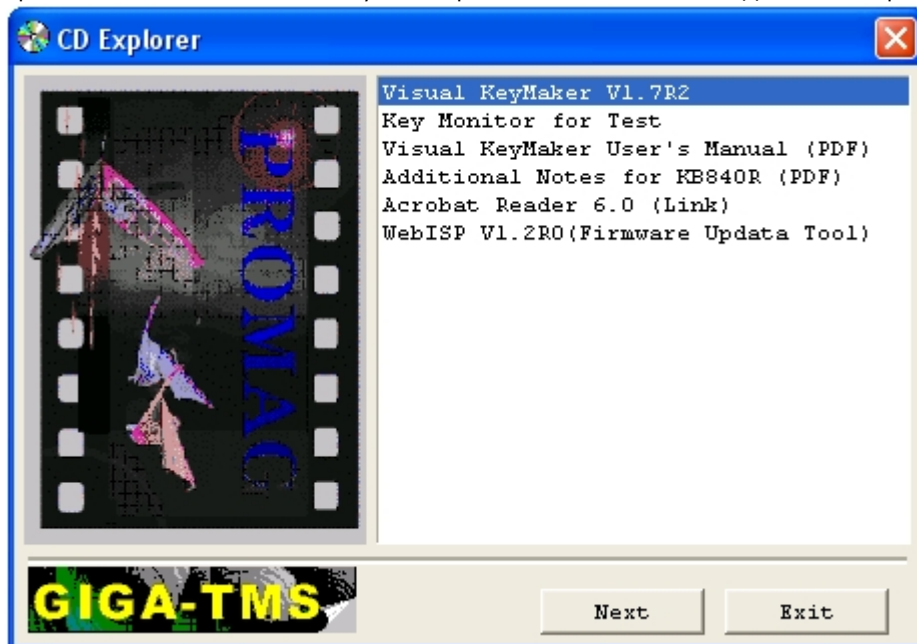 CD Explorer
PROMAG
Visual KeyMaker V1.7R2
Key Monitor for Test
Visual KeyMaker User's Manual (PDF)
Additional Notes for KB840R (PDF)
Acrobat Reader 6.0 (Link)
WebISP V1.2R0(Firmware Updata Tool)
GIGA-TMS
Next
Exit